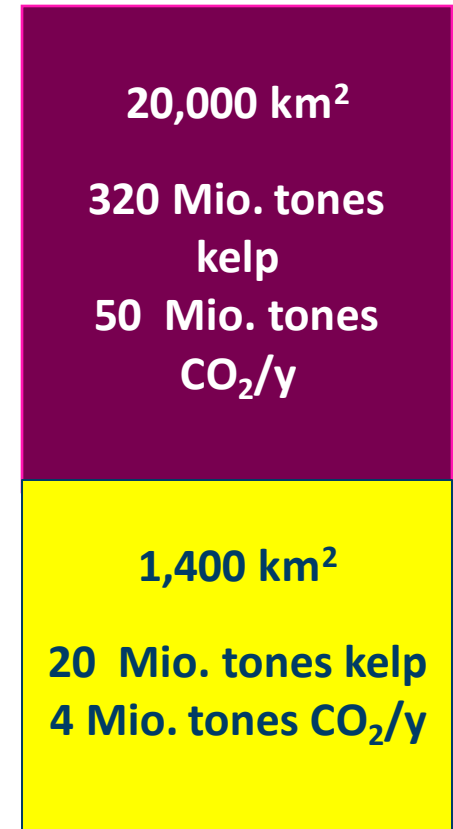 20,000 km²
320 Mio. tones
kelp
50 Mio. tones
CO₂/y
1,400 km²
20 Mio. tones kelp
4 Mio. tones CO₂/y